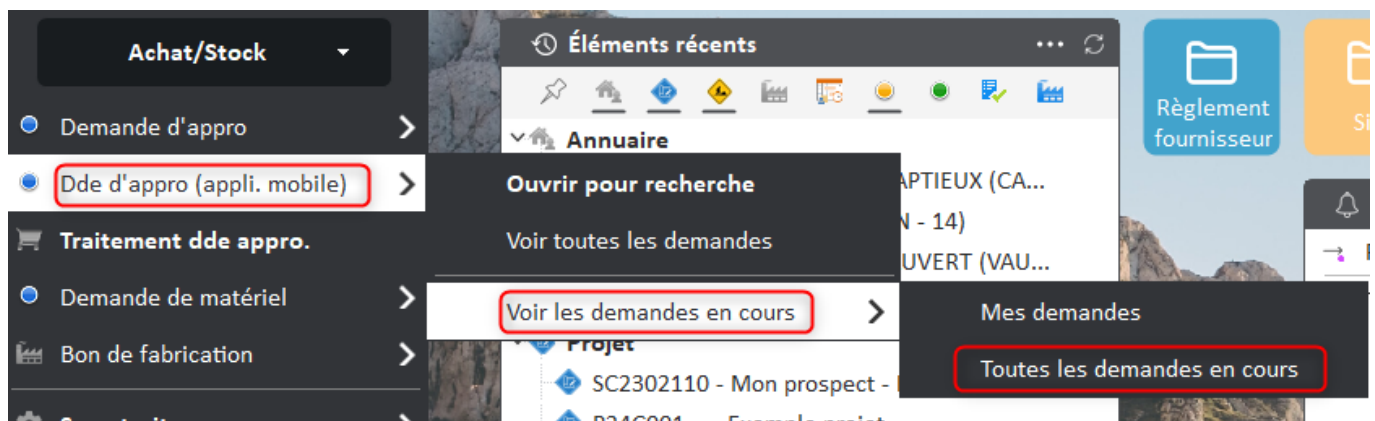 Achat/Stock
Demande d'appro
Dde d'appro (appli. mobile)
Traitement dde appro.
Demande de matériel
Bon de fabrication
Éléments récents
Annuaire
Ouvrir pour recherche
Voir toutes les demandes
Voir les demandes en cours
APTIEUX (CA...
N - 14)
UVERT (VAU...
Mes demandes
Toutes les demandes en cours
Projet
SC2302110 - Mon prospect -
Règlement
fournisseur
Si